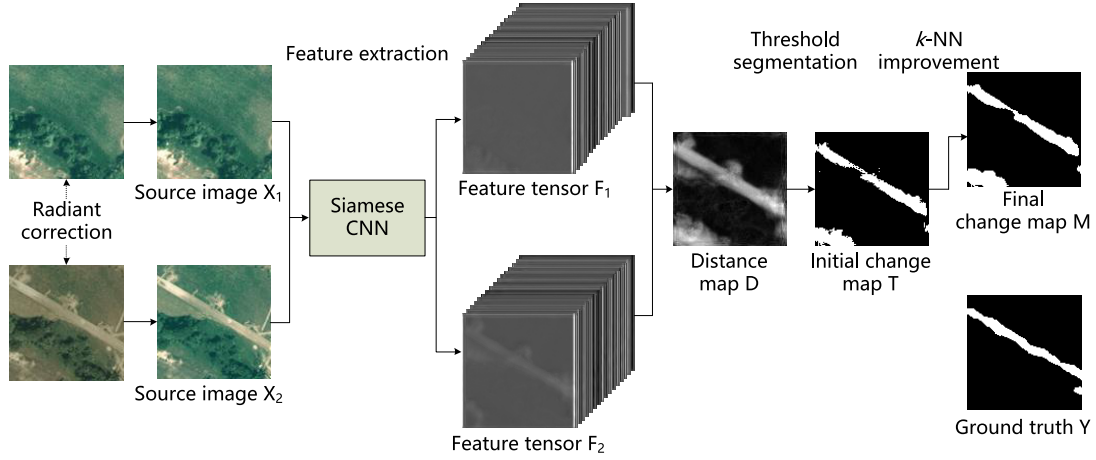 Feature extraction
Threshold
segmentation
k-NN
improvement
Source image X₁
Radiant
correction
Source image X₂
Siamese
CNN
Feature tensor F₁
Feature tensor F₂
Distance
map D
Initial change
map T
Final
change map M
Ground truth Y